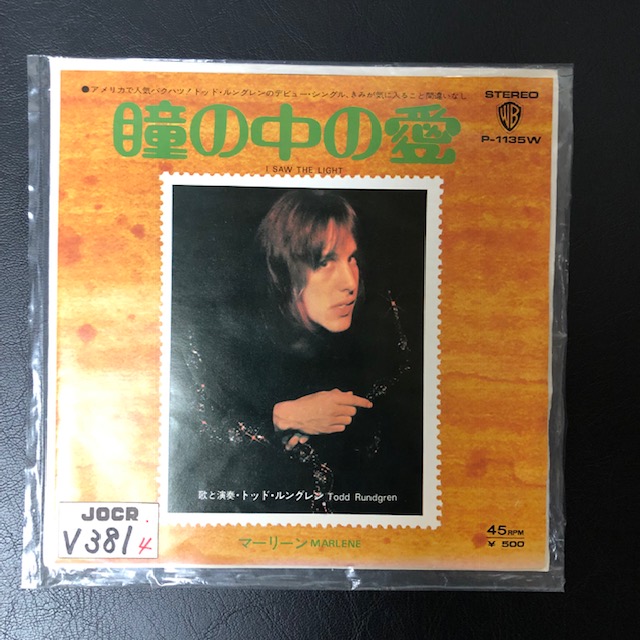 ●アメリカで人気バクハツ!トッド・ルングレンのデビュー・シングル、きみが気に入ること間違いなし
STEREO
WB
P-1135W
瞳の中の愛
I SAW THE LIGHT
歌と演奏・トッド・ルングレン Todd Rundgren
JOCR.
V381 4
マーリーン MARLENE
45RPM
¥ 500